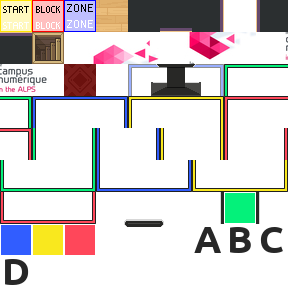 START BLOCK ZONE
START BLOCK ZONE
campus
numérique
in the ALPS
A B C
D